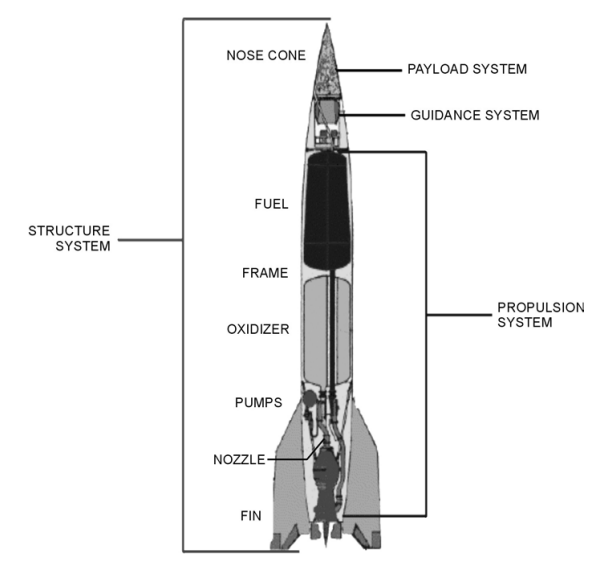 NOSE CONE
PAYLOAD SYSTEM
GUIDANCE SYSTEM
FUEL
STRUCTURE
SYSTEM
FRAME
PROPULSION
SYSTEM
OXIDIZER
PUMPS
NOZZLE
FIN